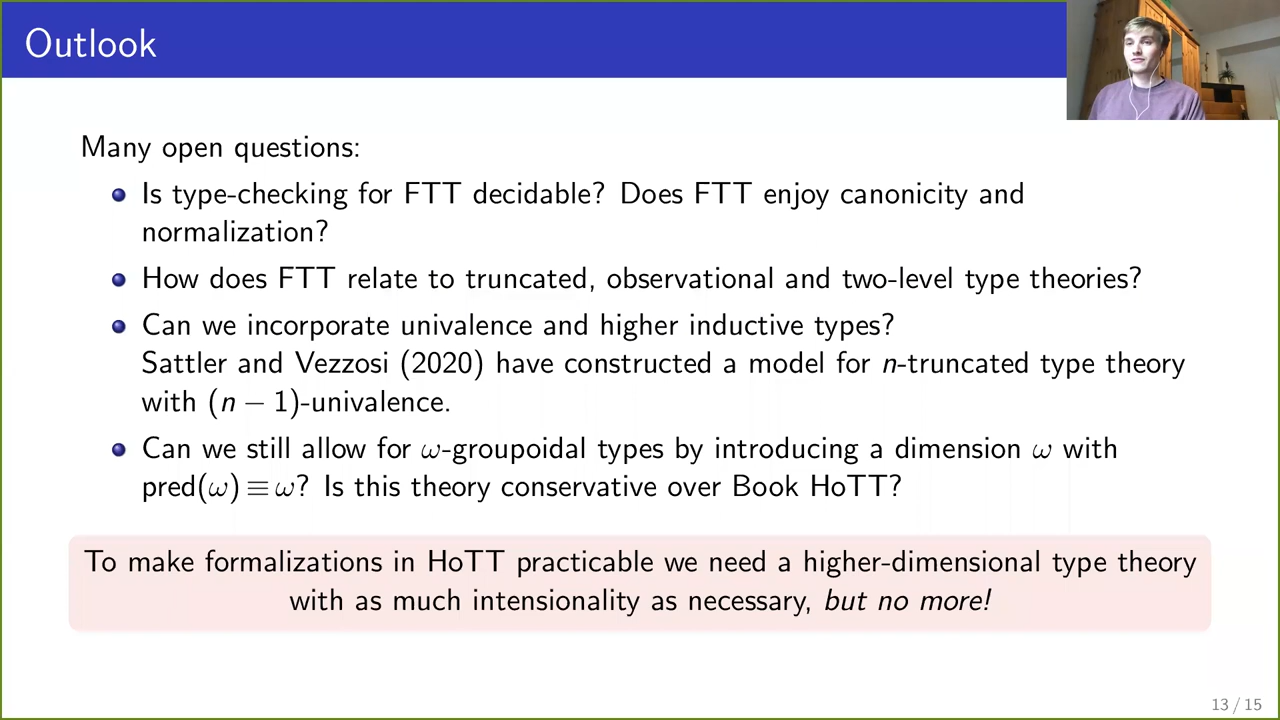 Outlook
Many open questions:
Is type-checking for FTT decidable? Does FTT enjoy canonicity and
normalization?
How does FTT relate to truncated, observational and two-level type theories?
Can we incorporate univalence and higher inductive types?
Sattler and Vezzosi (2020) have constructed a model for n-truncated type theory
with (n − 1)-univalence.
Can we still allow for ω-groupoidal types by introducing a dimension ω with
pred(ω) ≡ ω? Is this theory conservative over Book HoTT?
To make formalizations in HoTT practicable we need a higher-dimensional type theory
with as much intensionality as necessary, but no more!
13 / 15